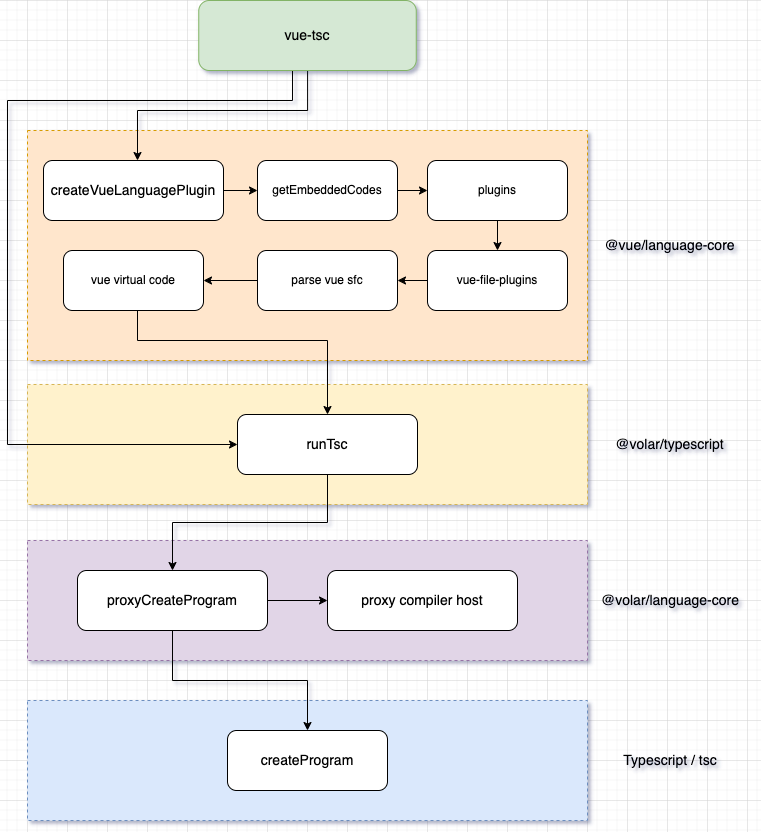 vue-tsc
createVueLanguagePlugin
getEmbeddedCodes
plugins
@vue/language-core
vue virtual code
parse vue sfc
vue-file-plugins
runTsc
@volar/typescript
proxyCreateProgram
proxy compiler host
@volar/language-core
createProgram
Typescript / tsc